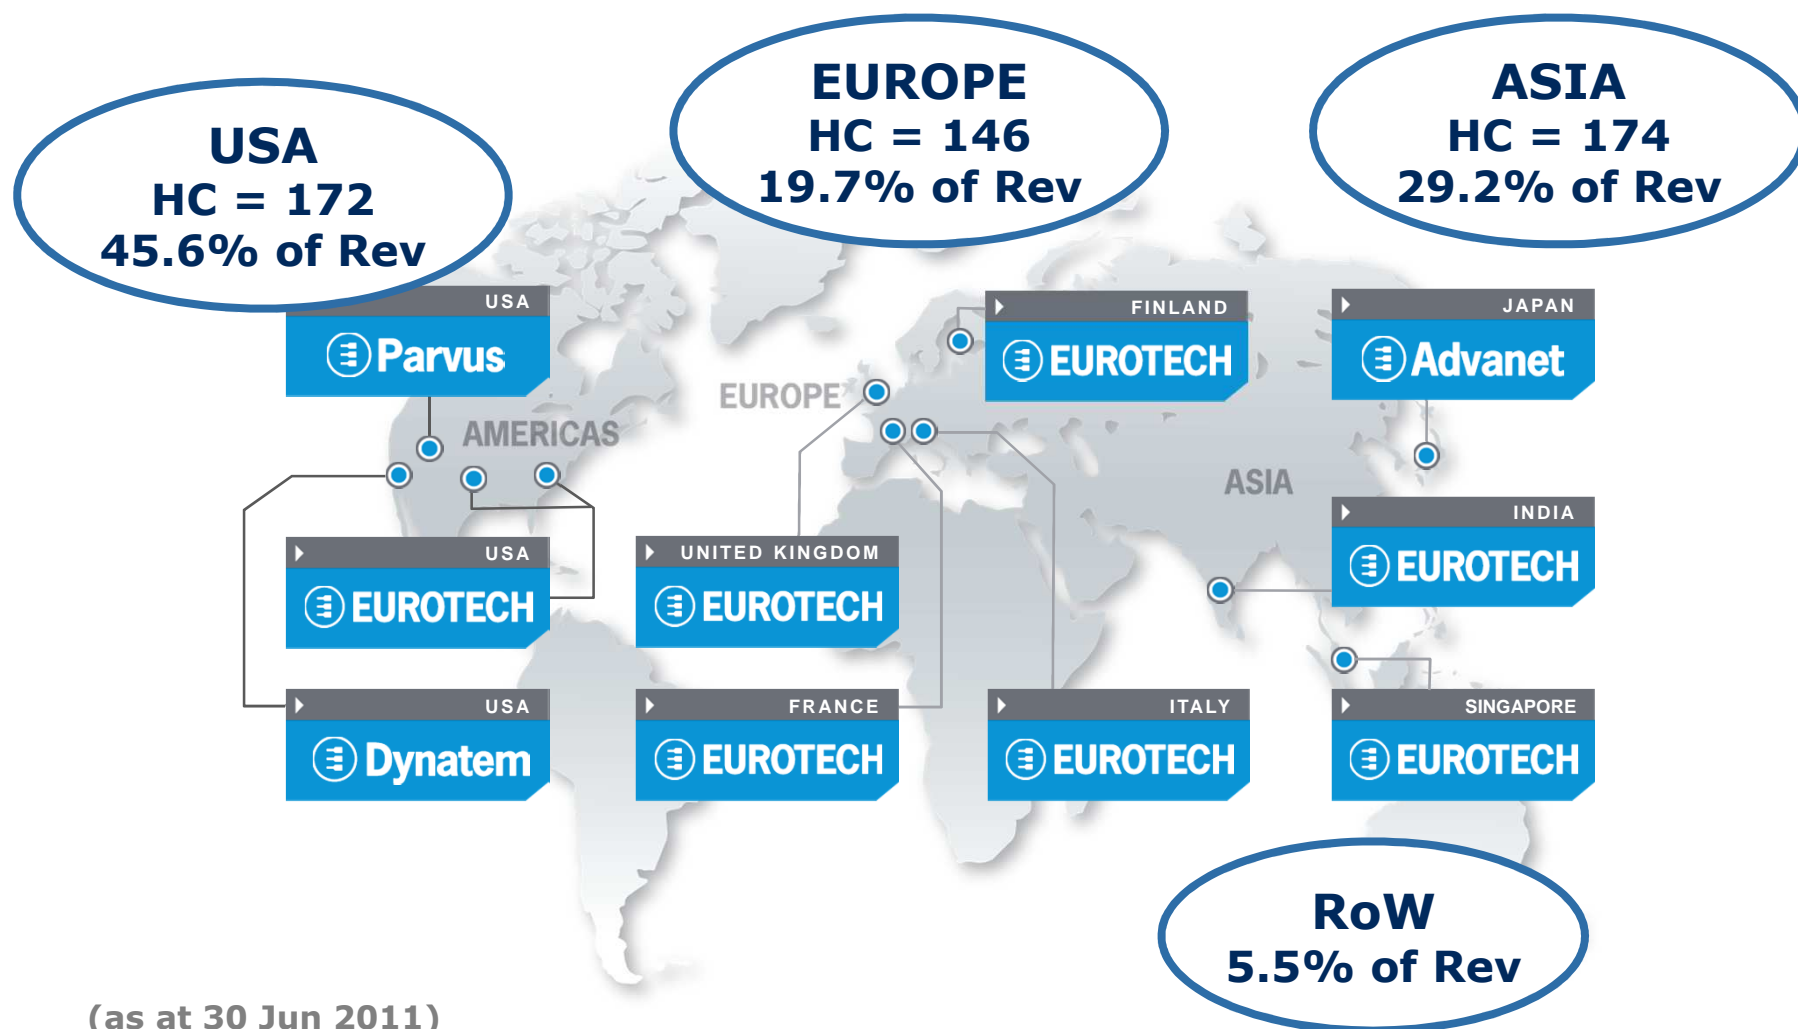 USA
HC = 172
45.6% of Rev
EUROPE
HC = 146
19.7% of Rev
ASIA
HC = 174
29.2% of Rev
USA
Parvus
FINLAND
EUROTECH
JAPAN
Advanet
EUROPE
AMERICAS
ASIA
USA
EUROTECH
UNITED KINGDOM
EUROTECH
INDIA
EUROTECH
USA
Dynatem
FRANCE
EUROTECH
ITALY
EUROTECH
SINGAPORE
EUROTECH
RoW
5.5% of Rev
(as at 30 Jun 2011)